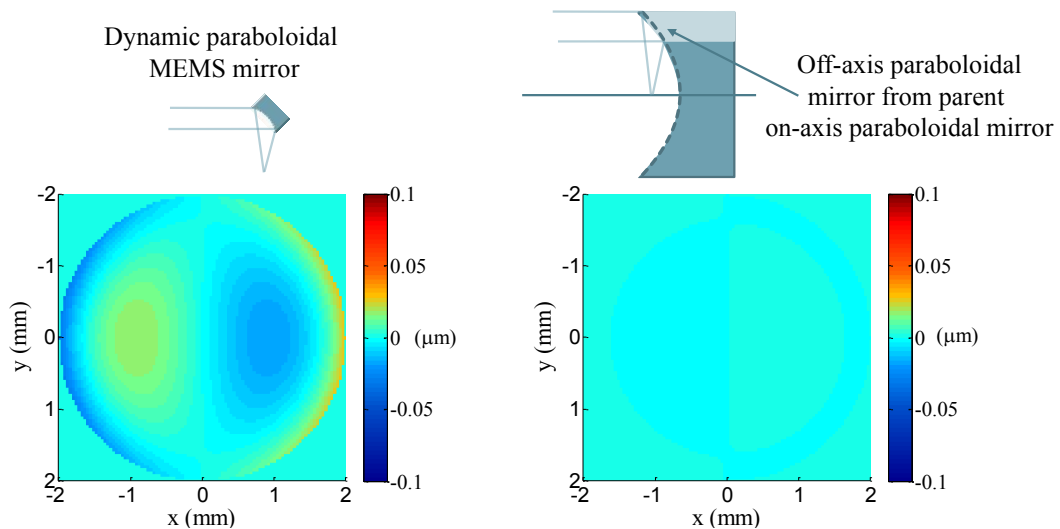 Dynamic paraboloidal
MEMS mirror
Off-axis paraboloidal
mirror from parent
on-axis paraboloidal mirror
-2
-1
0
1
2
y (mm)
-2
-1
0
1
2
x (mm)
0.1
0.05
0
-0.05
-0.1
(μm)
-2
-1
0
1
2
y (mm)
-2
-1
0
1
2
x (mm)
0.1
0.05
0
-0.05
-0.1
(μm)